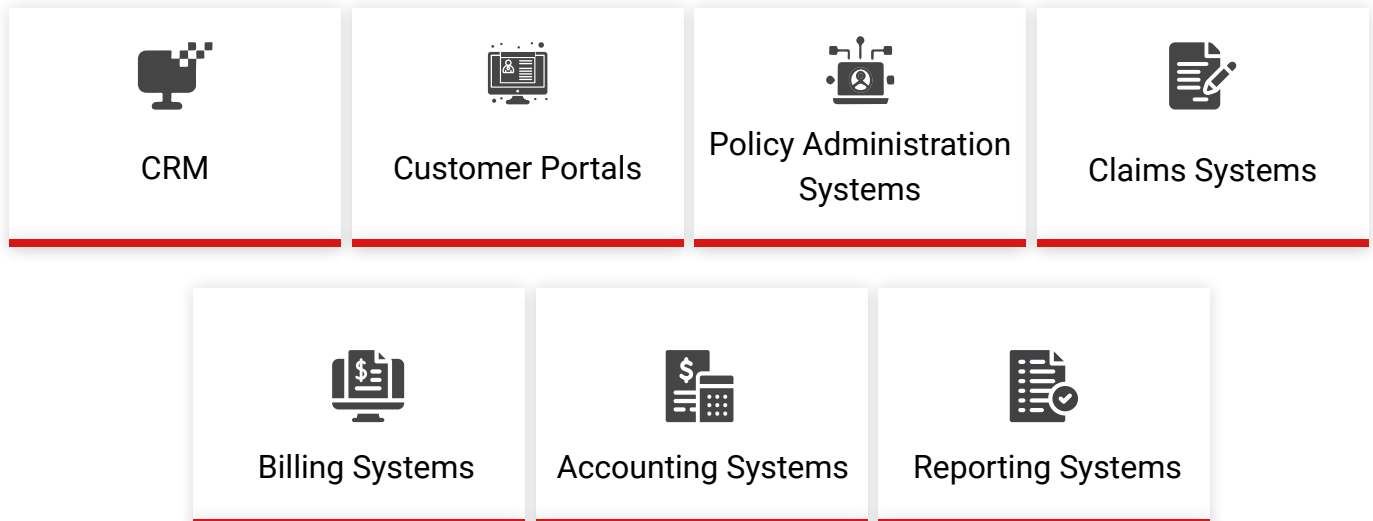 CRM
Customer Portals
Policy Administration
Systems
Claims Systems
Billing Systems
Accounting Systems
Reporting Systems